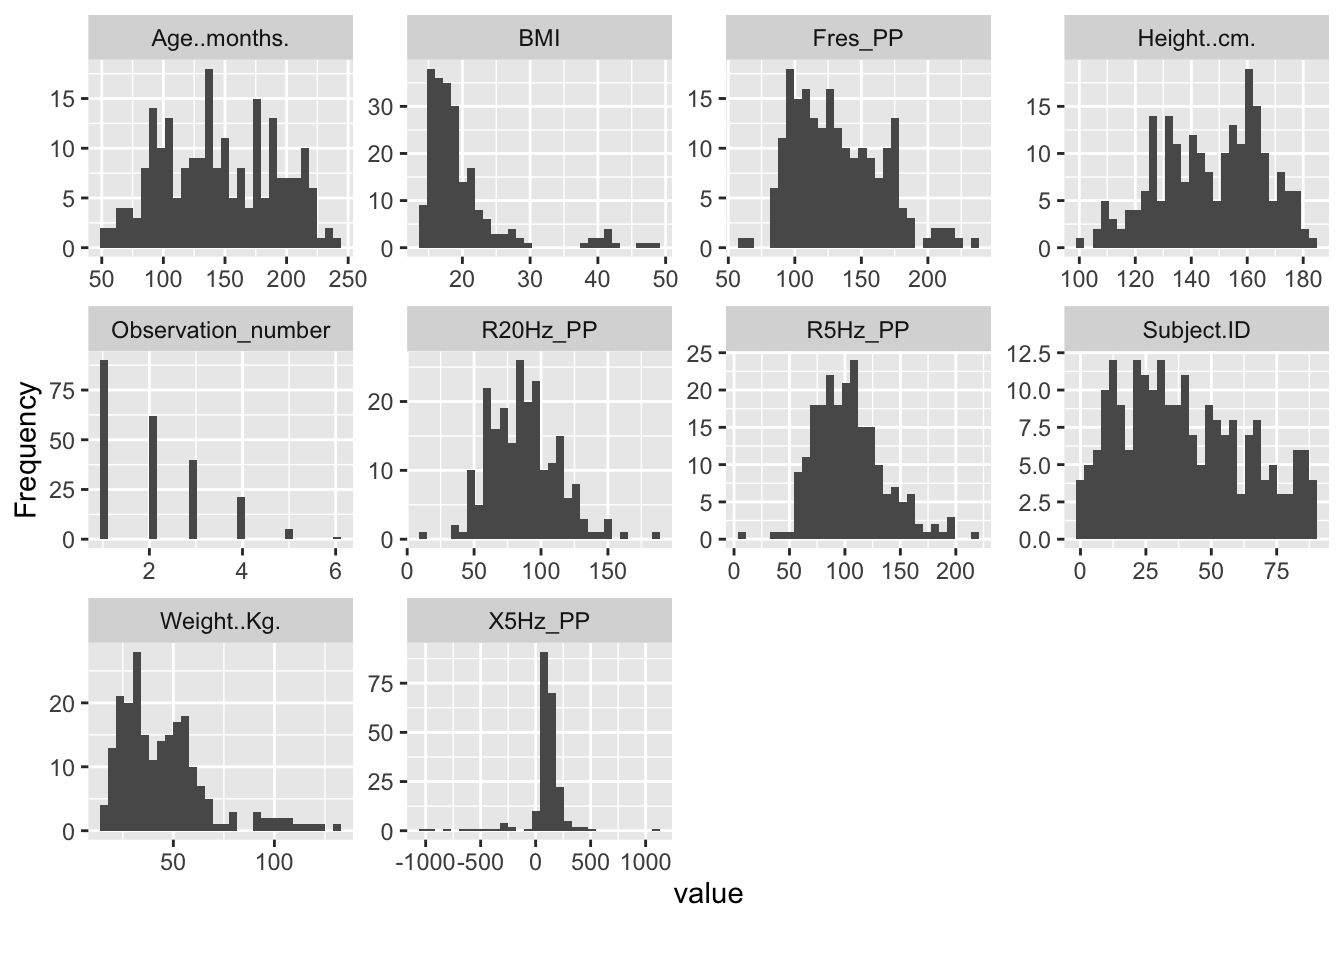 Age..months.
BMI
Fres_PP
Height..cm.
15
10
5
0
50 100 150 200 250
30
20
10
0
20 30 40 50
15
10
5
0
50 100 150 200
15
10
5
0
100 120 140 160 180
Observation_number
R20Hz_PP
R5Hz_PP
Subject.ID
75
50
25
0
2 4 6
20
10
0
0 50 100 150
25
20
15
10
5
0
0 50 100 150 200
12.5
10.0
7.5
5.0
2.5
0.0
0 25 50 75
Frequency
Weight..Kg.
X5Hz_PP
20
10
0
50 100
75
50
25
0
-1000 -500 0 500 1000
value